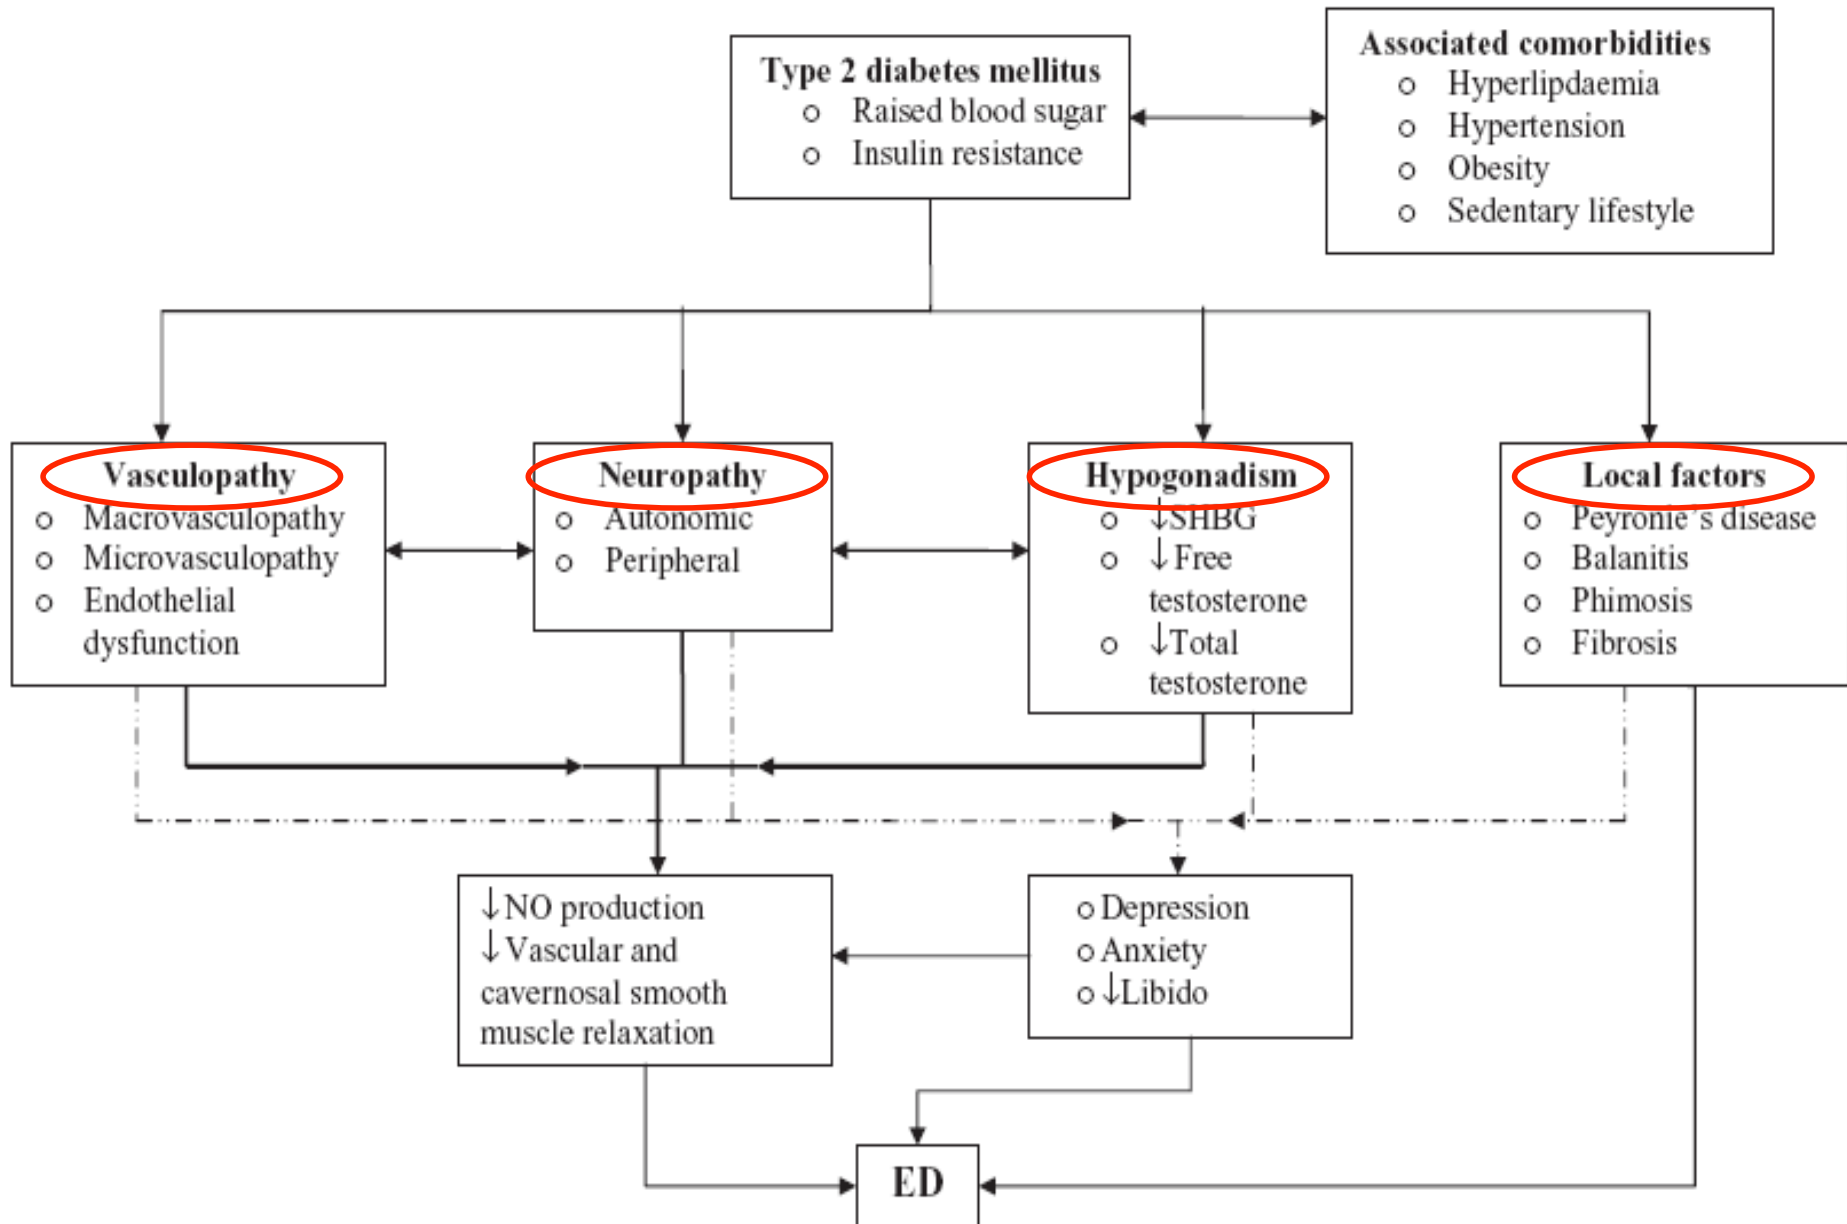 Type 2 diabetes mellitus
o Raised blood sugar
o Insulin resistance
Associated comorbidities
o Hyperlipdaemia
o Hypertension
o Obesity
o Sedentary lifestyle
Vasculopathy
o Macrovasculopathy
o Microvasculopathy
o Endothelial
dysfunction
Neuropathy
o Autonomic
o Peripheral
Hypogonadism
o ↓SHBG
o ↓Free
testosterone
o ↓Total
testosterone
Local factors
o Peyronie's disease
o Balanitis
o Phimosis
o Fibrosis
↓NO production
↓Vascular and
cavernosal smooth
muscle relaxation
o Depression
o Anxiety
o ↓Libido
ED